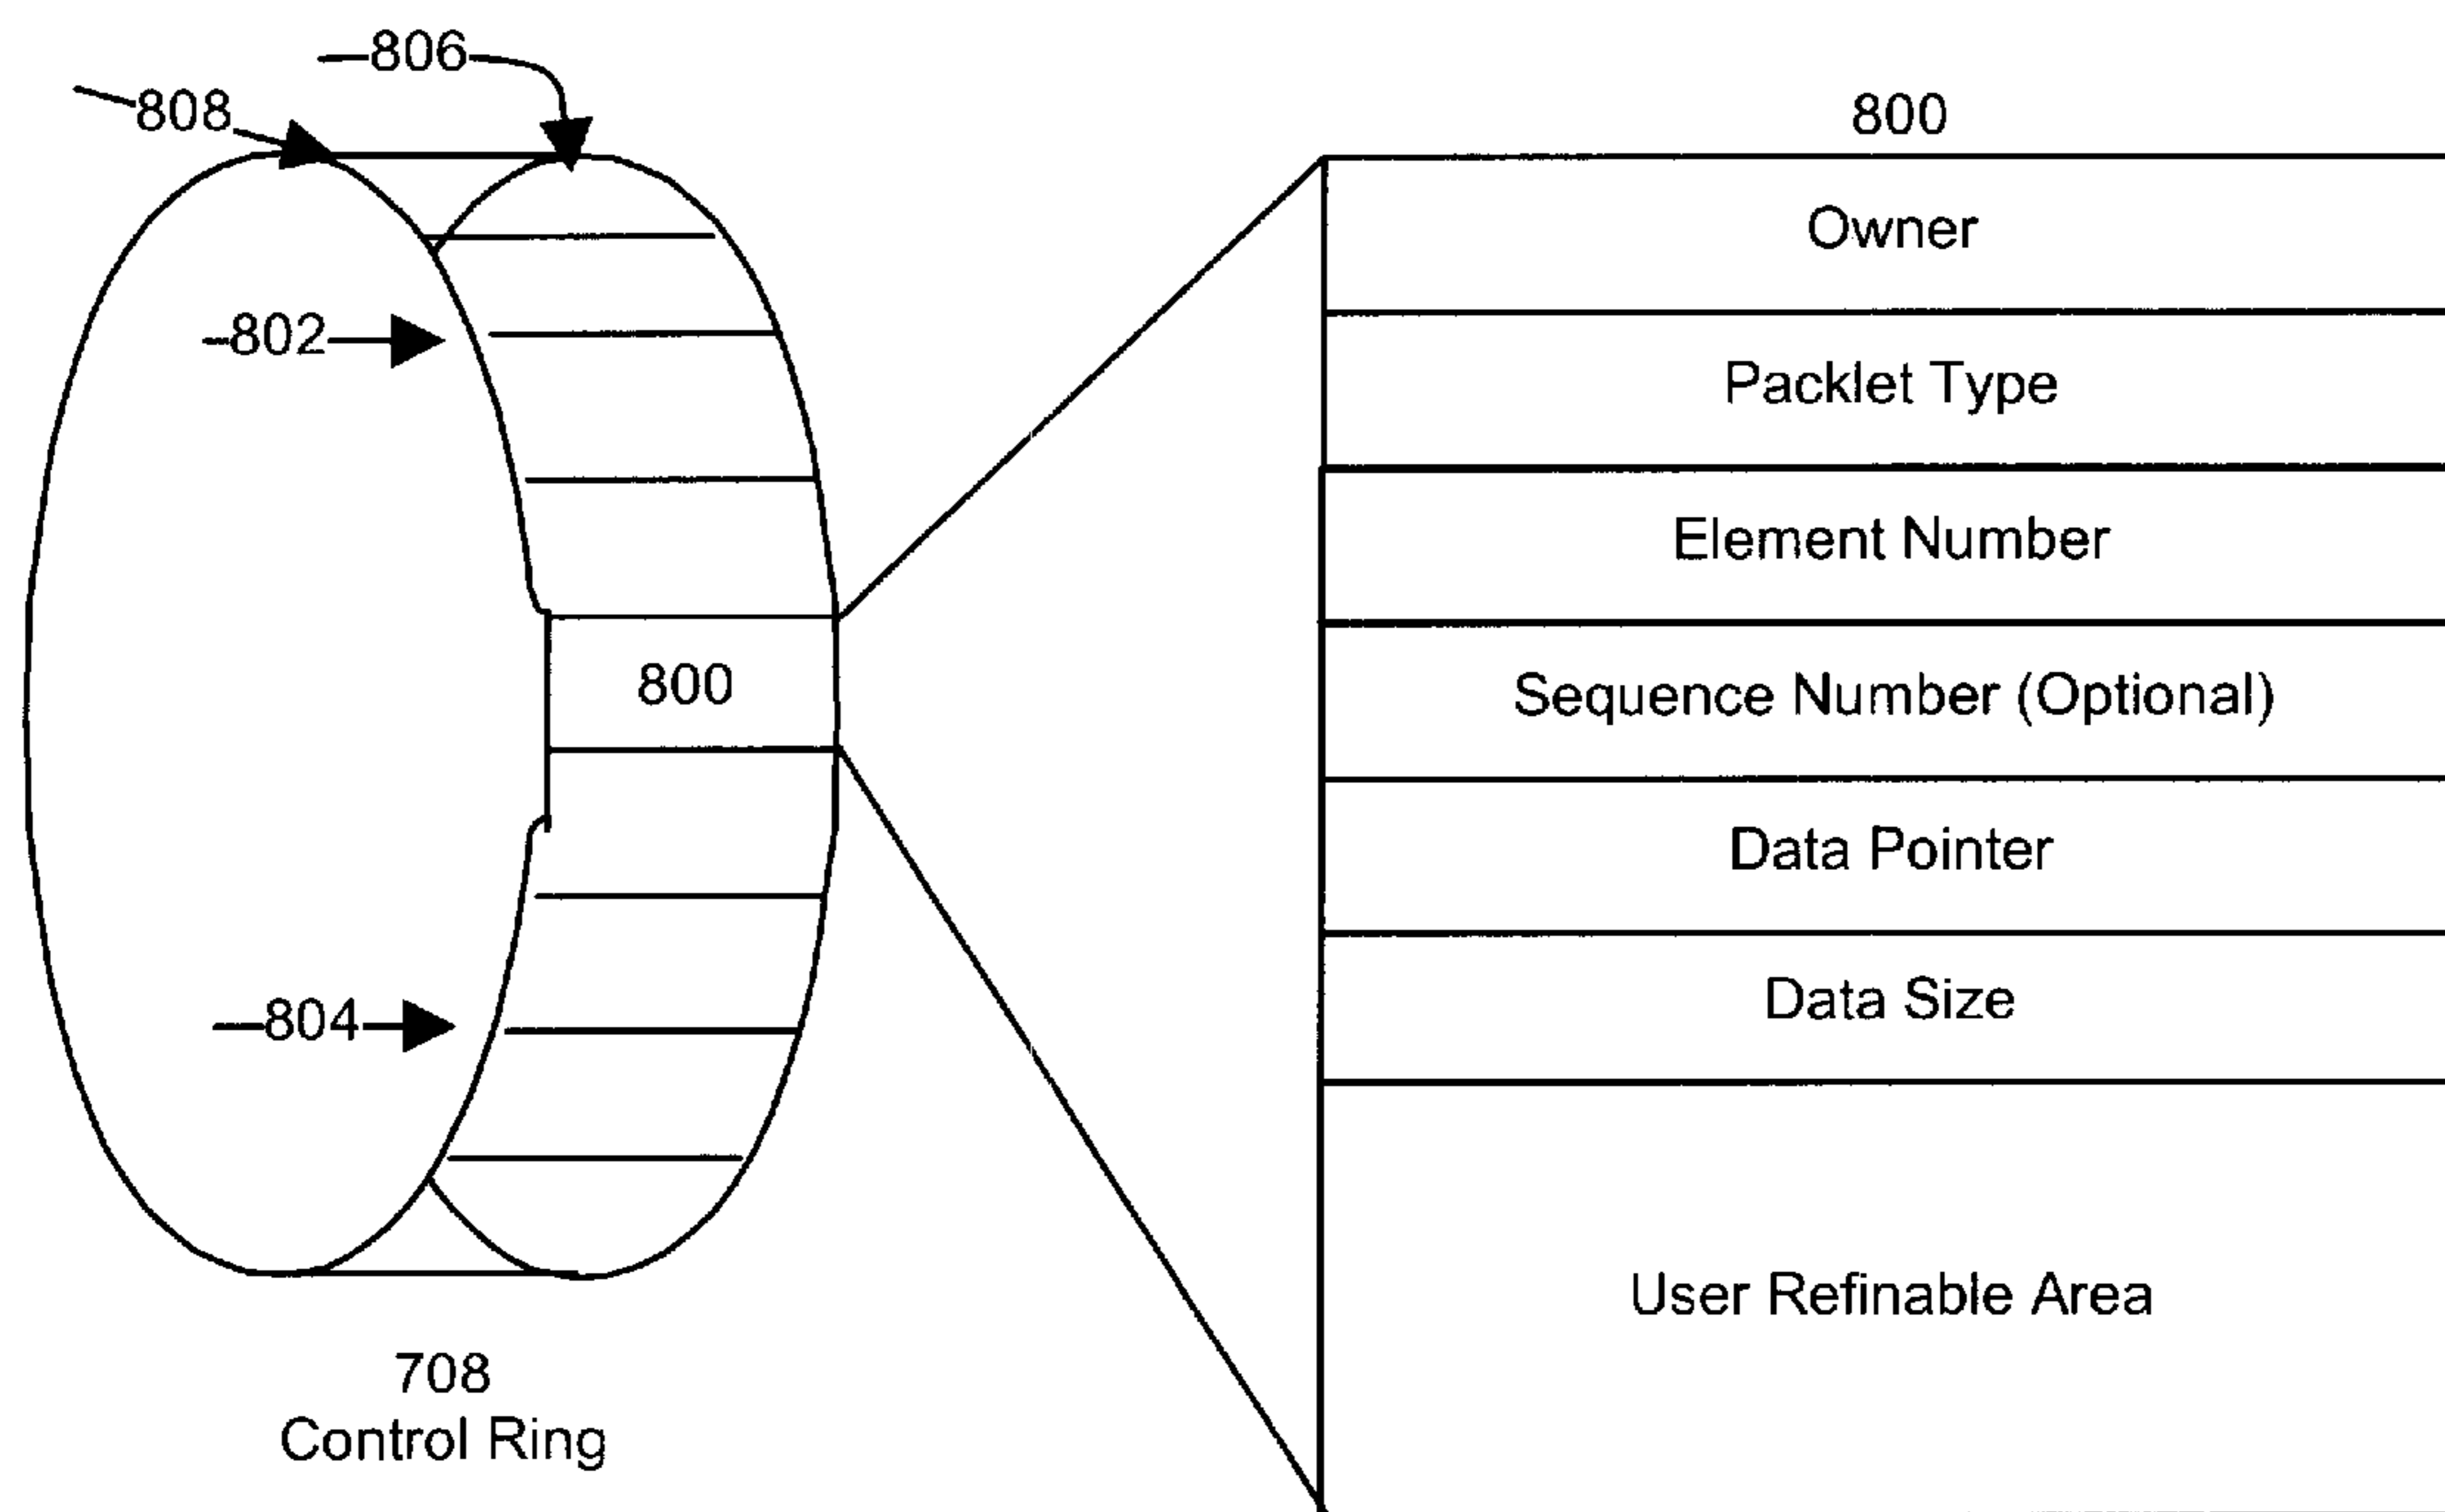 806
808
802
800
804
708
Control Ring
800
Owner
Packlet Type
Element Number
Sequence Number (Optional)
Data Pointer
Data Size
User Refinable Area